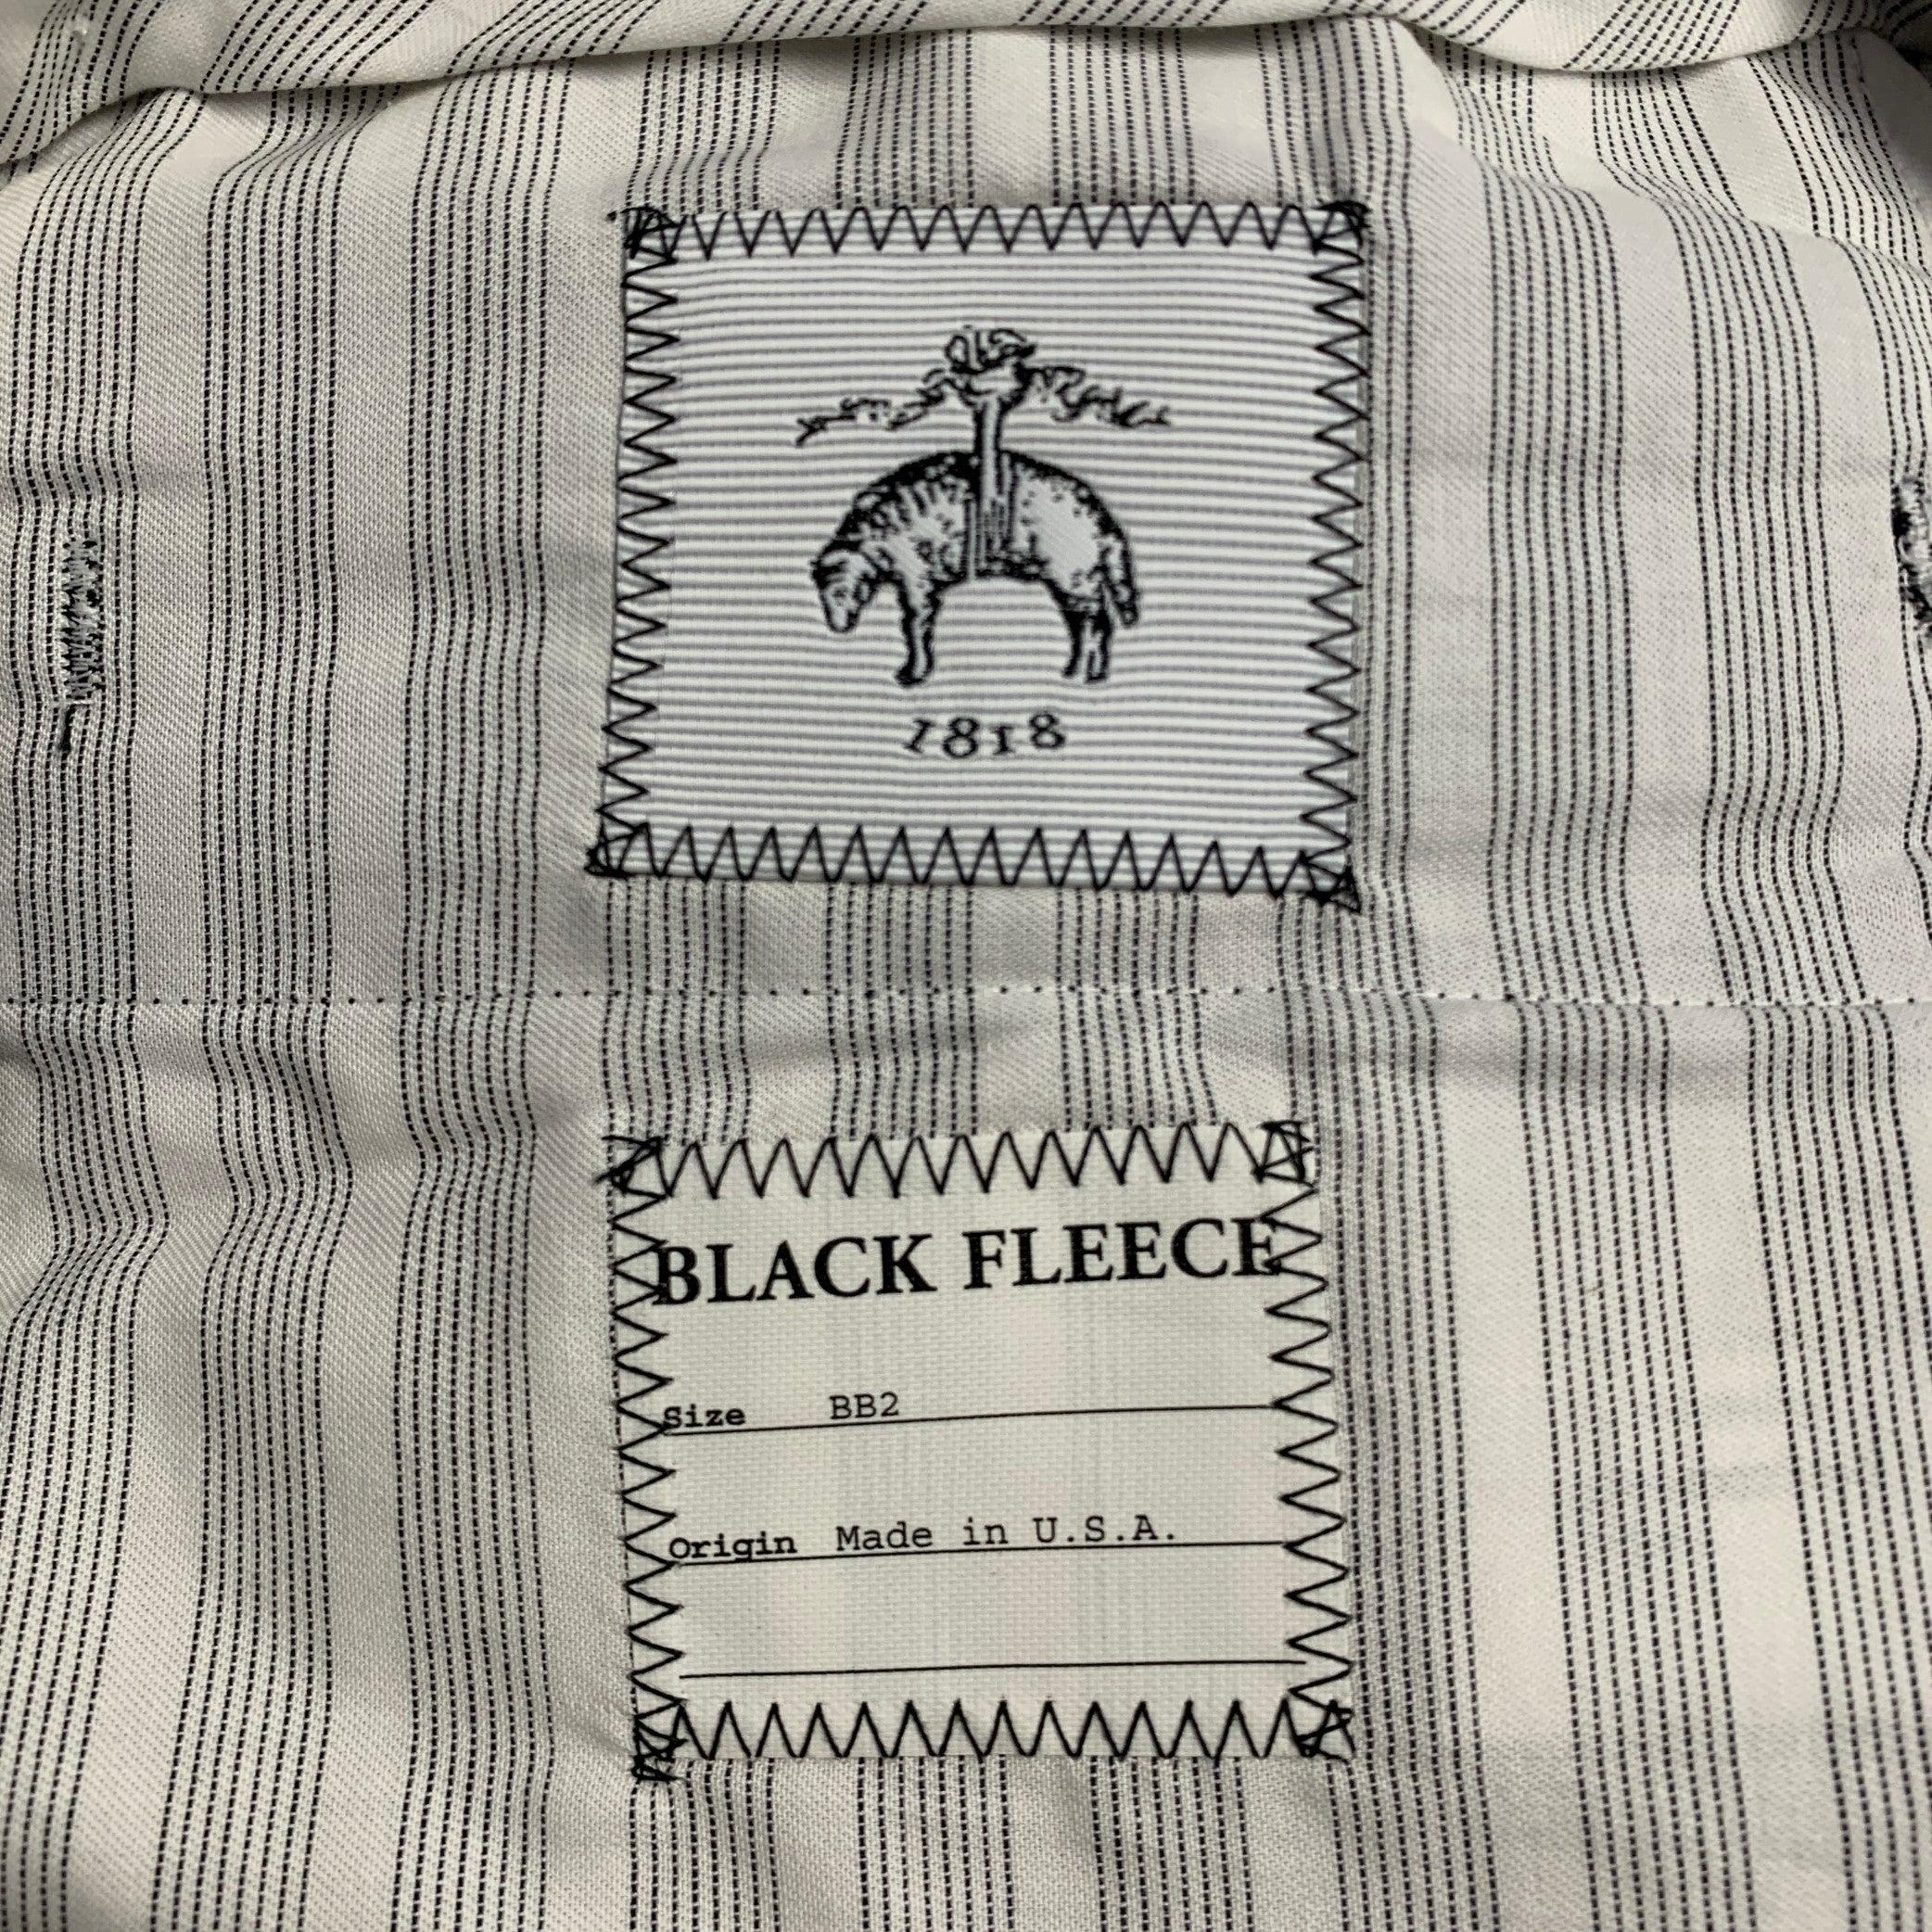 1818
BLACK FLEECE
Size BB2
Origin Made in U.S.A.